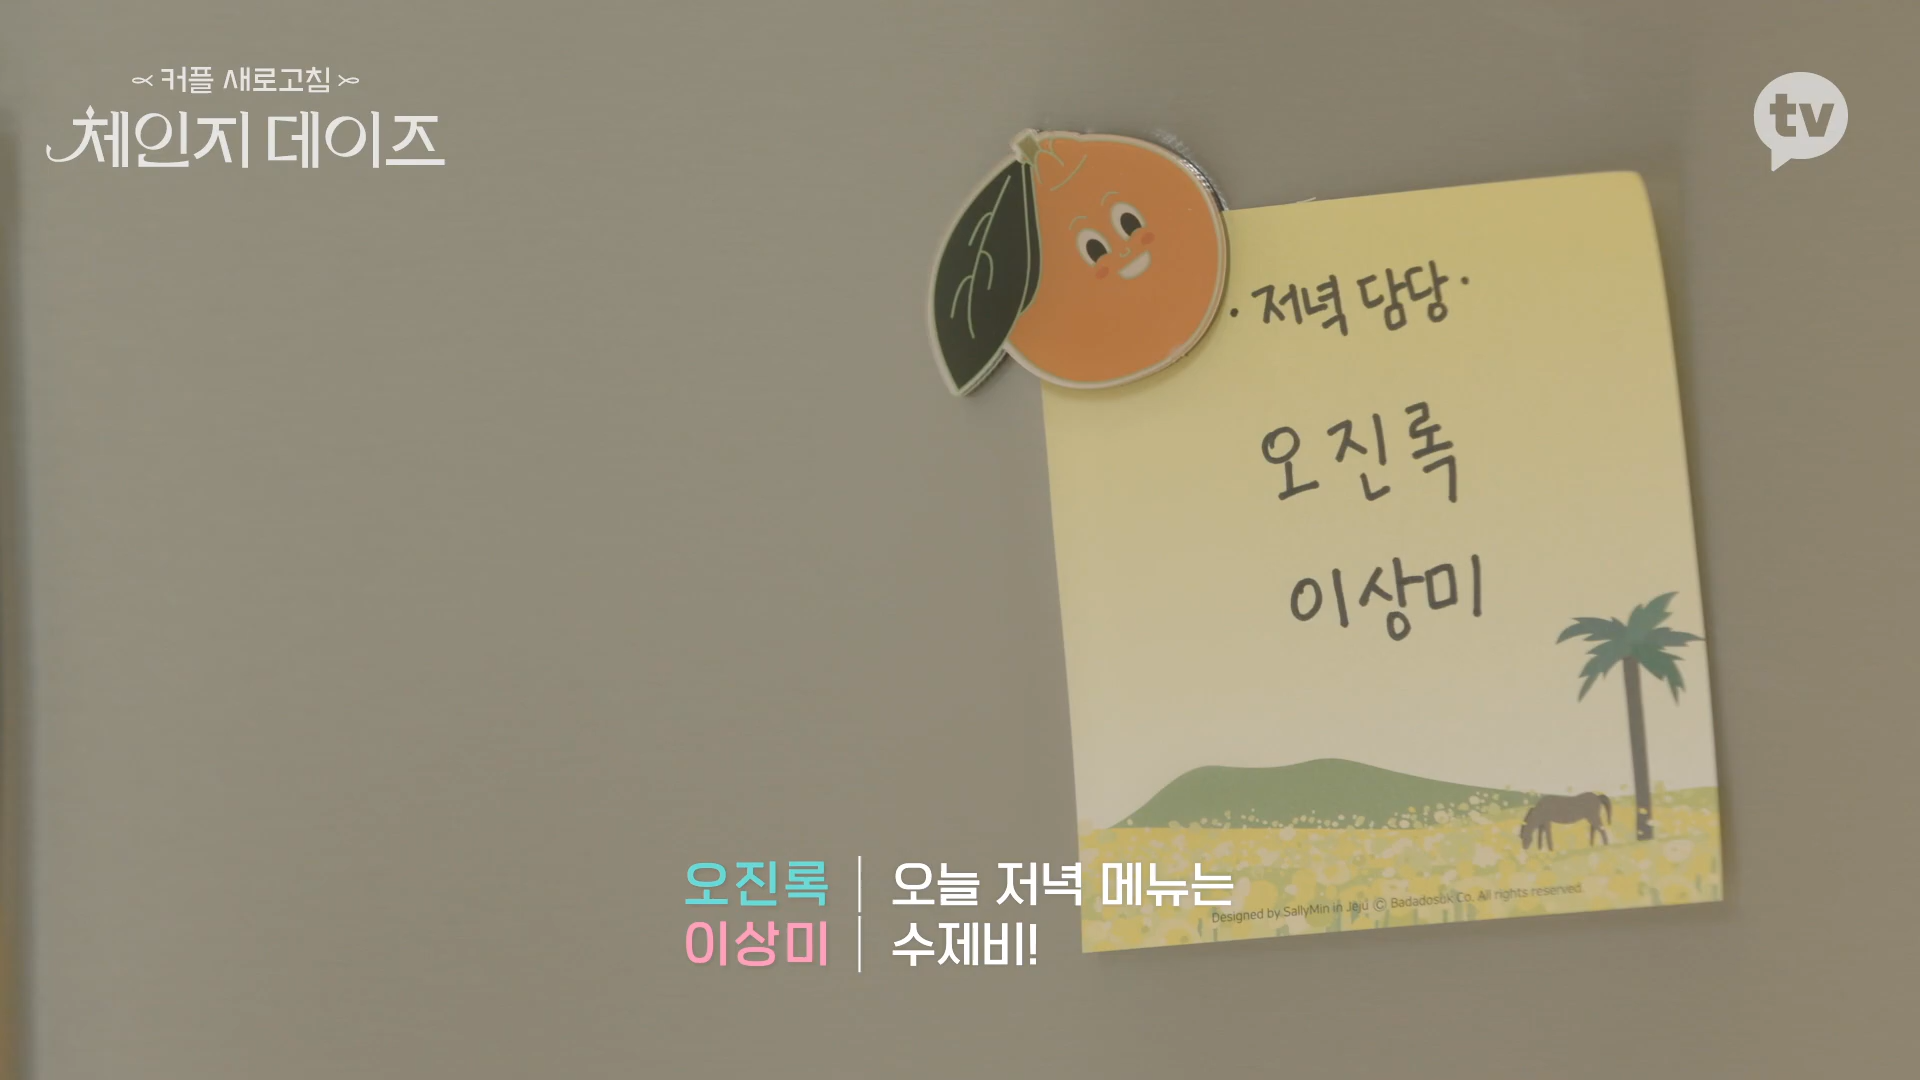 커플 새로고침
체인지 데이즈
tv
· 저녁 담당 ·
오진록
이상미
오진록 | 오늘 저녁 메뉴는
이상미 | 수제비!
Designed by SallyMin in Jeju © Badadosok Co. All rights reserved.